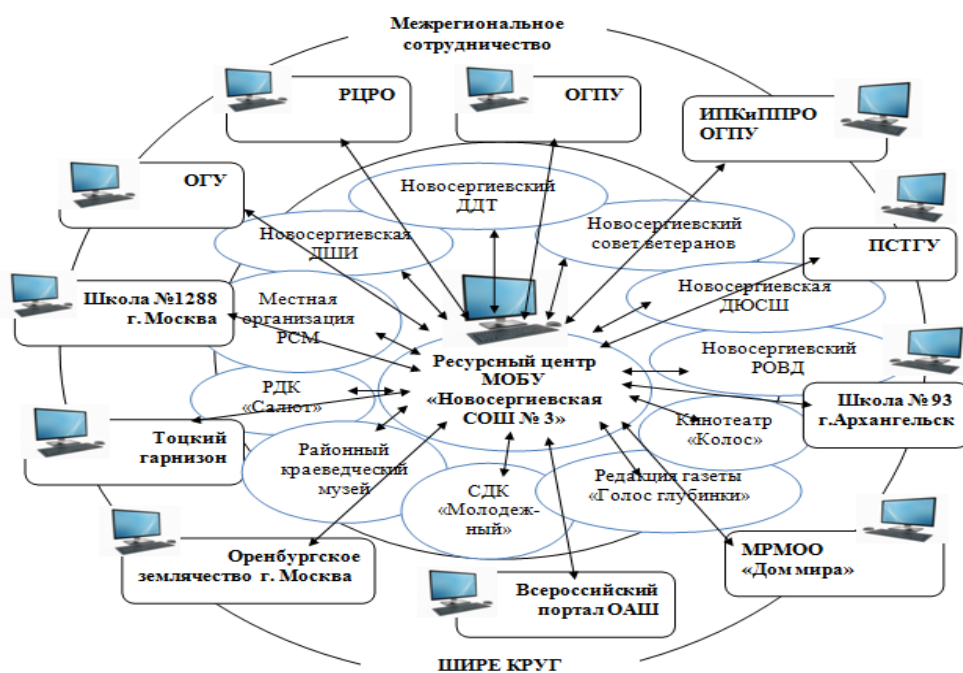 Межрегиональное
сотрудничество
РЦРО
ОГПУ
ИПКиППРО
ОГПУ
ОГУ
Новосергиевский
ДДТ
Новосергиевская
ДШИ
Новосергиевский
совет ветеранов
ПСТГУ
Школа №1288
г. Москва
Местная
организация
РСМ
Новосергиевская
ДЮСШ
Ресурсный центр
МОБУ
«Новосергиевская
СОШ № 3»
Новосергиевский
РОВД
РДК
«Салют»
Школа № 93
г.Архангельск
Кинотеатр
«Колос»
Тоцкий
гарнизон
Районный
краеведческий
музей
СДК
«Молодеж-
ный»
Редакция газеты
«Голос глубинки»
Оренбургское
землячество г. Москва
МРМОО
«Дом мира»
Всероссийский
портал ОАШ
ШИРЕ КРУГ